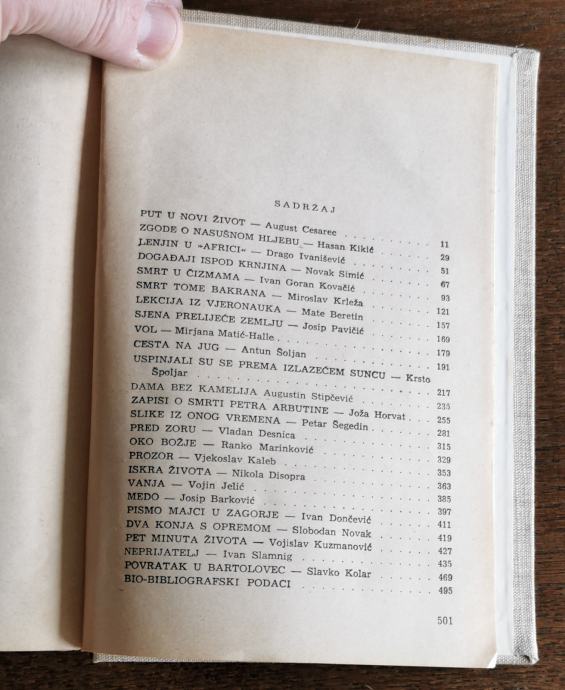 SADRŽAJ
PUT U NOVI ŽIVOT — August Cesarec . . . . . . . . 11
ZGODE O NASUŠNOM HLJEBU — Hasan Kikić . . . . . 29
LENJIN U »AFRICI« — Drago Ivanišević . . . . . . . 51
DOGAĐAJI ISPOD KRNJINA — Novak Simić . . . . . . 67
SMRT U ČIZMAMA — Ivan Goran Kovačić . . . . . . 93
SMRT TOME BAKRANA — Miroslav Krleža . . . . . . 121
LEKCIJA IZ VJERONAUKA — Mate Beretin . . . . . . 157
SJENA PRELIJEĆE ZEMLJU — Josip Pavičić . . . . . . 169
VOL — Mirjana Matić-Halle . . . . . . . . . . . . 179
CESTA NA JUG — Antun Šoljan . . . . . . . . . . 191
USPINJALI SU SE PREMA IZLAZEĆEM SUNCU — Krsto
Špoljar . . . . . . . . . . . . . . . . . . 217
DAMA BEZ KAMELIJA Augustin Stipčević . . . . . . 235
ZAPISI O SMRTI PETRA ARBUTINE — Joža Horvat . . 255
SLIKE IZ ONOG VREMENA — Petar Šegedin . . . . . 281
PRED ZORU — Vladan Desnica . . . . . . . . . . 315
OKO BOŽJE — Ranko Marinković . . . . . . . . . 329
PROZOR — Vjekoslav Kaleb . . . . . . . . . . . 353
ISKRA ŽIVOTA — Nikola Disopra . . . . . . . . . 363
VANJA — Vojin Jelić . . . . . . . . . . . . . . 385
MEDO — Josip Barković . . . . . . . . . . . . . 397
PISMO MAJCI U ZAGORJE — Ivan Dončević . . . . . 411
DVA KONJA S OPREMOM — Slobodan Novak . . . . . 419
PET MINUTA ŽIVOTA — Vojislav Kuzmanović . . . . . 427
NEPRIJATELJ — Ivan Slamnig . . . . . . . . . . 435
POVRATAK U BARTOLOVEC — Slavko Kolar . . . . . . 469
BIO-BIBLIOGRAFSKI PODACI . . . . . . . . . . . 495
501